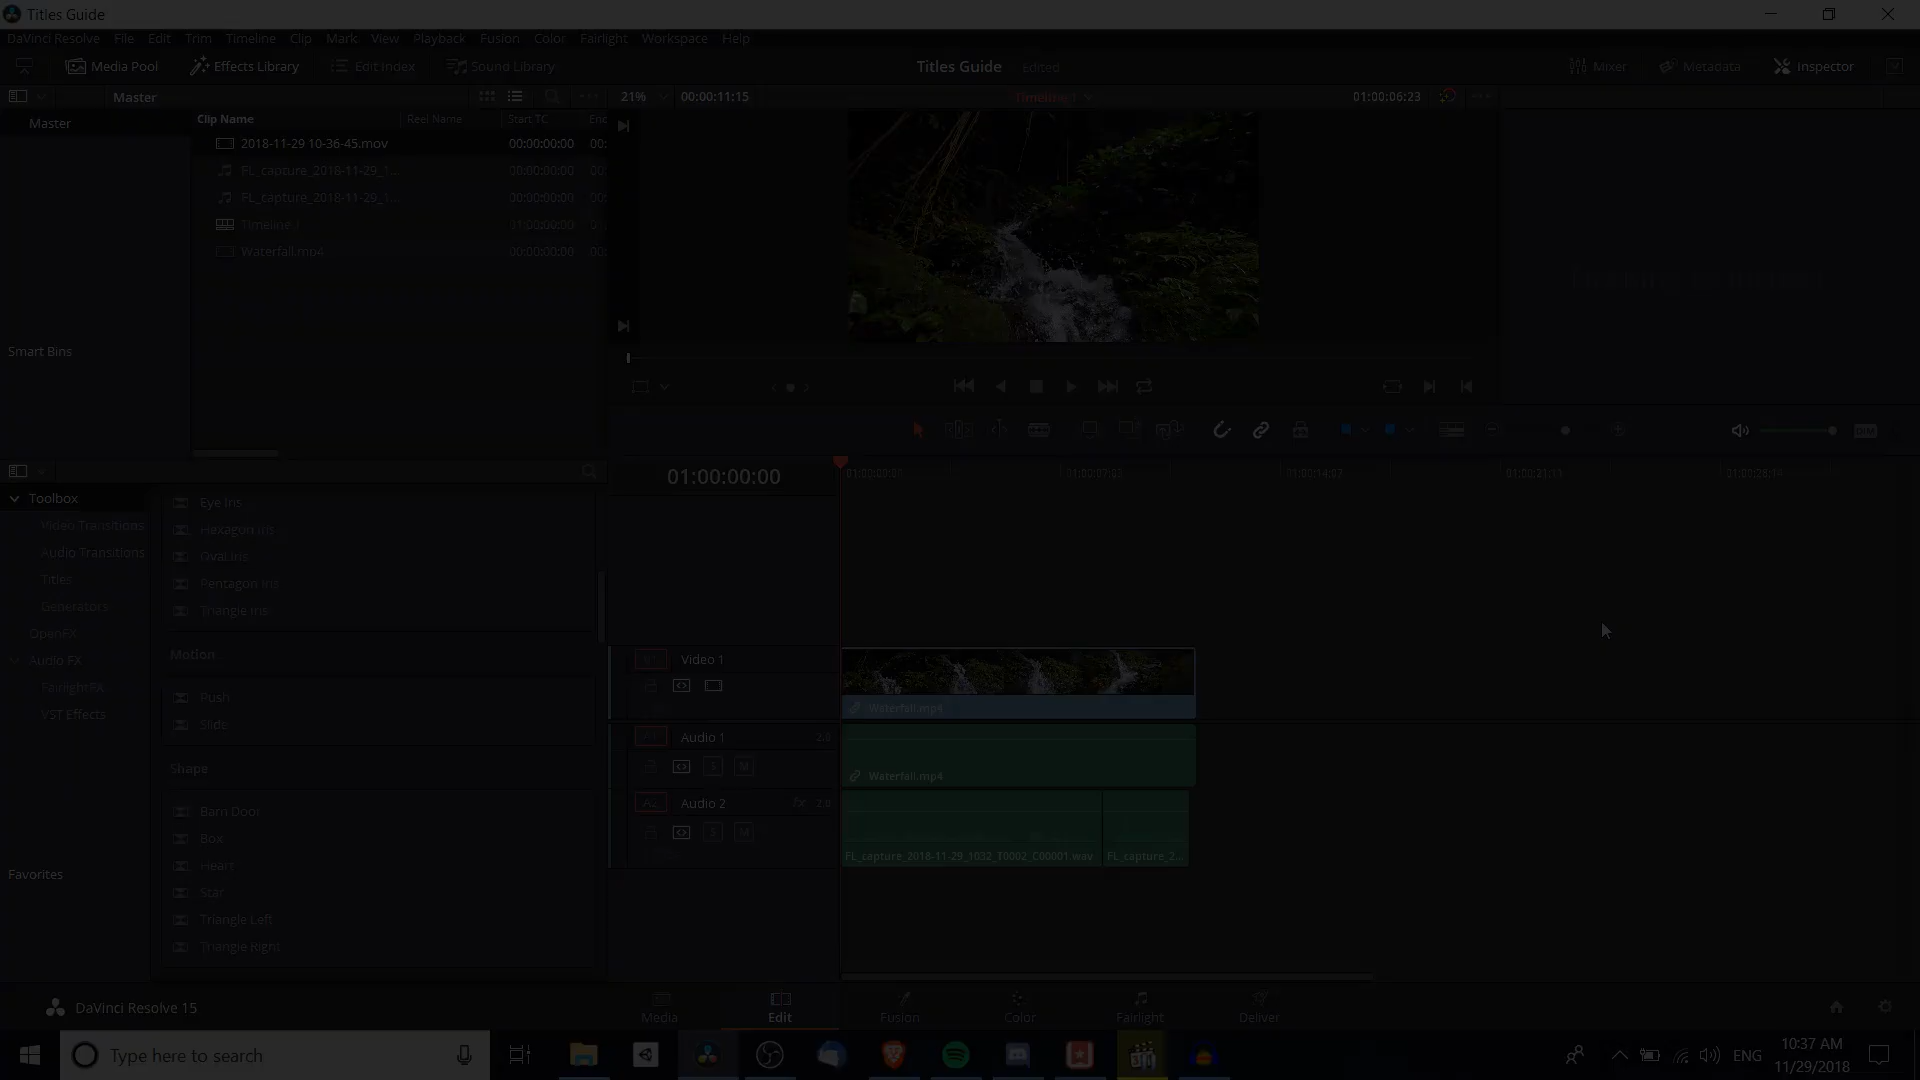 Titles Guide
DaVinci Resolve File Edit Trim Timeline Clip Mark View Playback Fusion Color Fairlight Workspace Help
Media Pool Effects Library Edit Index Sound Library Titles Guide Edited Mixer Metadata Inspector
Master 21% 00:00:11:15 Timeline 1 01:00:06:23
Master
Clip Name Reel Name Start TC End
2018-11-29 10-36-45.mov 00:00:00:00 00:
FL_capture_2018-11-29_1... 00:00:00:00 00:
FL_capture_2018-11-29_1... 00:00:00:00 00:
Timeline 1 01:00:00:00 0
Waterfall.mp4 00:00:00:00 00:
Smart Bins
01:00:00:00 01:00:00:00 01:00:07:03 01:00:14:07 01:00:28:14
Toolbox
Video Transitions
Audio Transitions
Titles
Generators
OpenFX
Audio FX
Fairlight FX
VST Effects
Favorites
Eye Iris
Hexagon Iris
Oval Iris
Pentagon Iris
Triangle Iris
Motion
Push
Slide
Shape
Barn Door
Box
Heart
Star
Triangle Left
Triangle Right
V1 Video 1
Waterfall.mp4
A1 Audio 1 2.0
S M
Waterfall.mp4
A2 Audio 2 fx 2.0
S M
FL_capture_2018-11-29_1032_T0002_C00001.wav FL_capture_2...
DIM
DaVinci Resolve 15 Media Edit Fusion Color Fairlight Deliver
Type here to search ENG 10:37 AM
11/29/2018